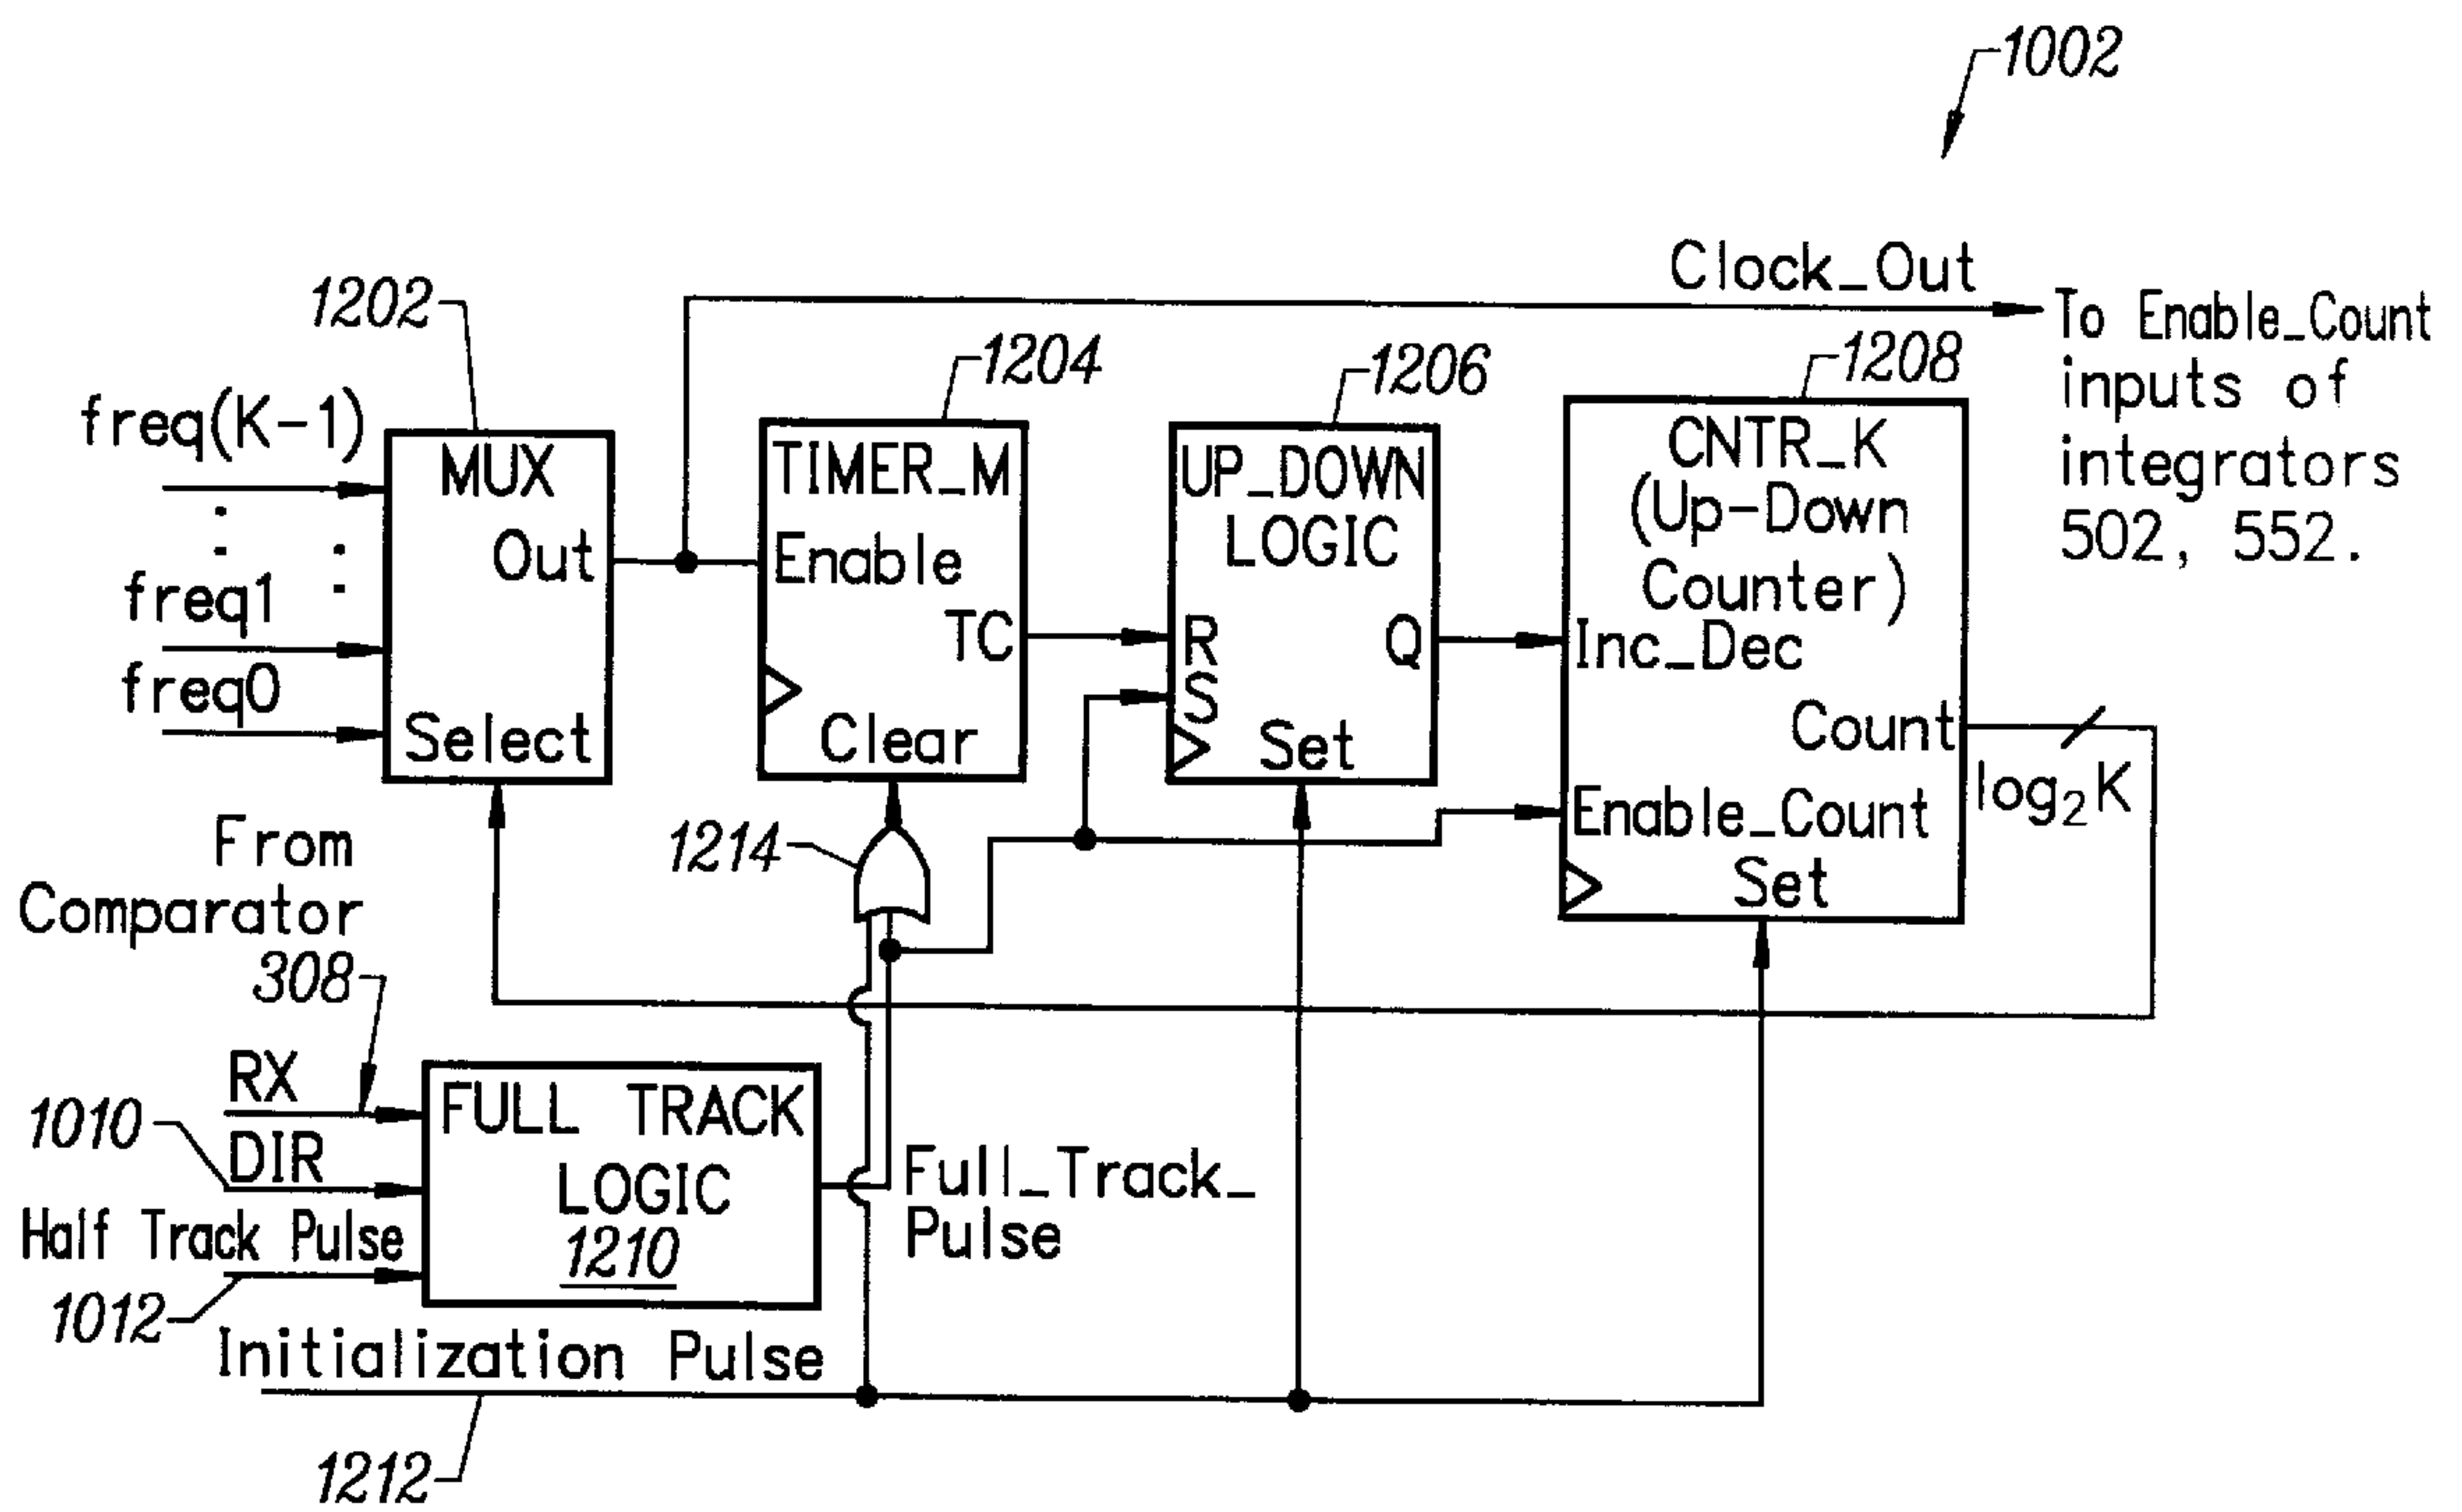 1002
Clock_Out
To Enable_Count
inputs of
integrators
502, 552.
1202
1204
1206
1208
freq(K-1)
freq1
freq0
MUX
Out
Select
TIMER_M
Enable
TC
Clear
UP_DOWN
LOGIC
R
S
Q
Set
CNTR_K
(Up-Down
Counter)
Inc_Dec
Count
Enable_Count
Set
log₂K
1214
From
Comparator
308
RX
1010
DIR
Half Track Pulse
1012
FULL TRACK
LOGIC
1210
Full_Track_
Pulse
Initialization Pulse
1212